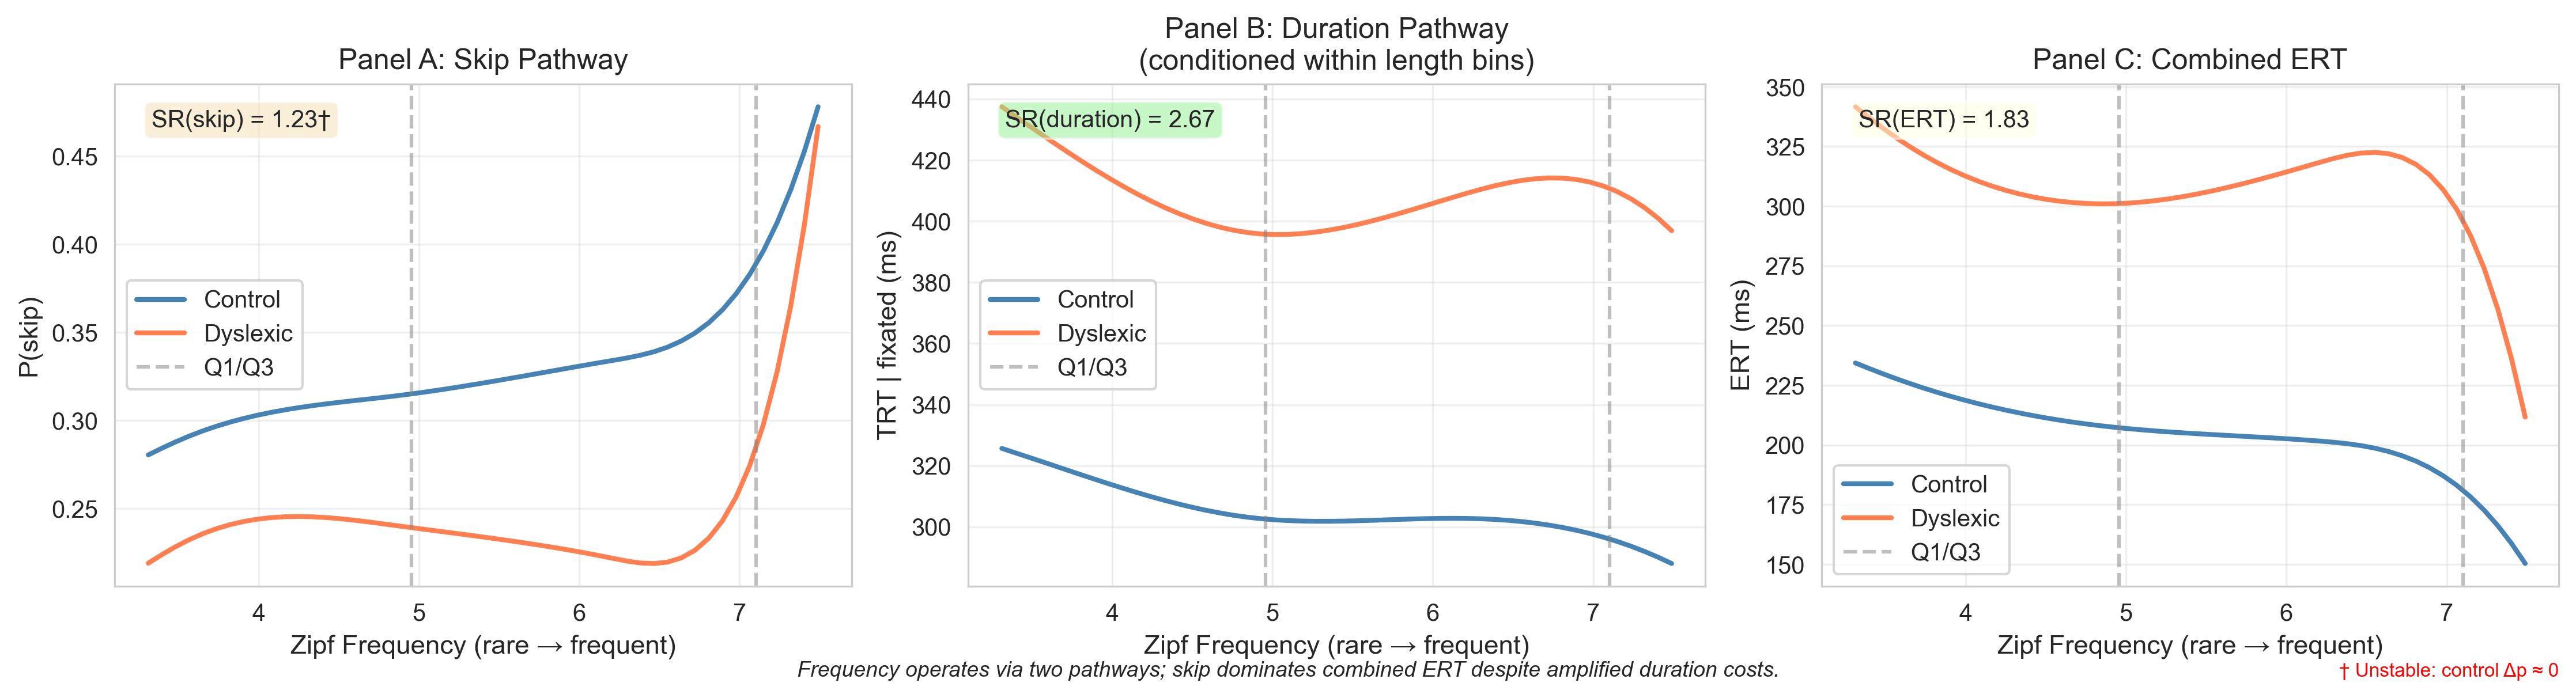 Panel A: Skip Pathway
SR(skip) = 1.23†
P(skip)
0.45
0.40
0.35
0.30
0.25
Control
Dyslexic
Q1/Q3
4
5
6
7
Zipf Frequency (rare → frequent)
Panel B: Duration Pathway
(conditioned within length bins)
SR(duration) = 2.67
TRT | fixated (ms)
440
420
400
380
360
340
320
300
Control
Dyslexic
Q1/Q3
4
5
6
7
Zipf Frequency (rare → frequent)
Panel C: Combined ERT
SR(ERT) = 1.83
ERT (ms)
350
325
300
275
250
225
200
175
150
Control
Dyslexic
Q1/Q3
4
5
6
7
Zipf Frequency (rare → frequent)
Frequency operates via two pathways; skip dominates combined ERT despite amplified duration costs.
† Unstable: control Δp ≈ 0